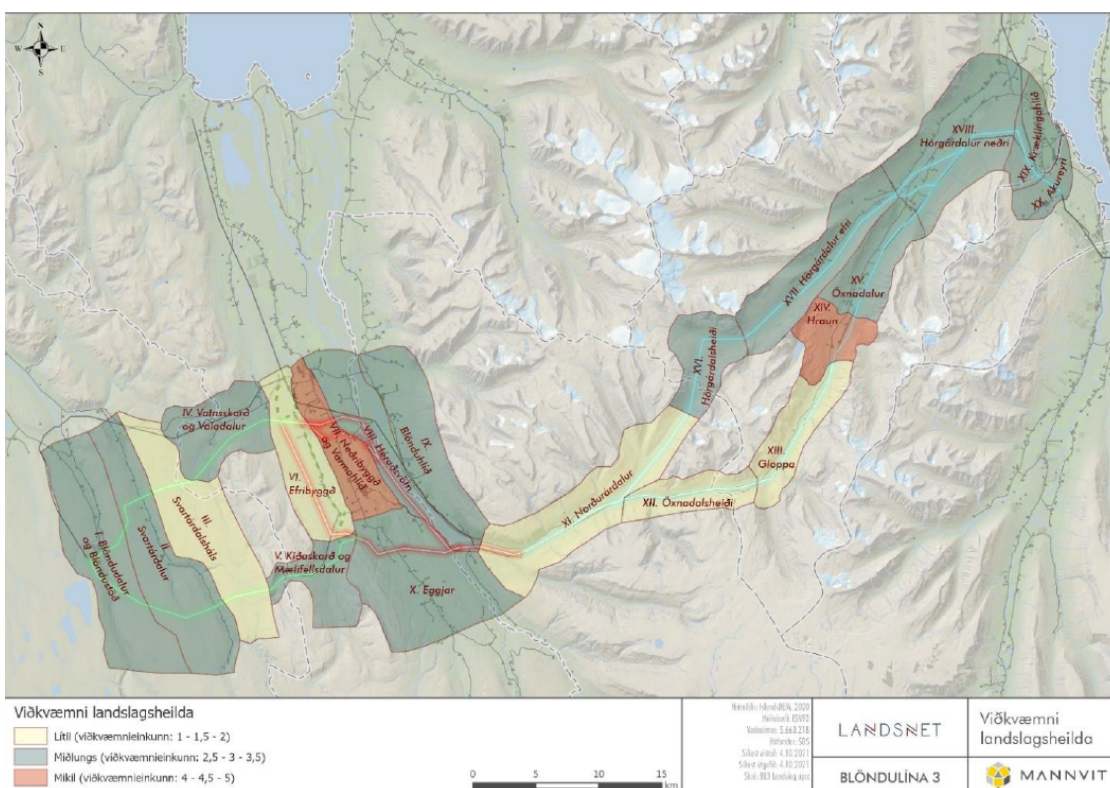 N
W E
S
XVIII.
Hörgárdalur neðri
XIX. Kræklingahlíð
XX. Akureyri
XVII. Hörgárdalur efri
XV.
Öxnadalur
XIV.
Hraun
XVI.
Hörgárdalsheiði
IV. Vatnsskarð
og Valadalur
VII. Neðribyggð
og Varmahlíð
VIII. Héraðsvötn
IX.
Blönduhlíð
VI.
Efribyggð
XIII.
Gloppa
XI. Norðurárdalur
XII. Öxnadalsheiði
III.
Svartárdalsháls
II.
Svartárdalur
I. Blöndudalur
og Blöndustöð
V. Kiðaskarð og
Mælifellsdalur
X. Eggjar
Viðkvæmni landslagsheilda
Lítil (viðkvæmnieinkunn: 1 - 1,5 - 2)
Miðlungs (viðkvæmnieinkunn: 2,5 - 3 - 3,5)
Mikil (viðkvæmnieinkunn: 4 - 4,5 - 5)
0 5 10 15
km
LANDSNET
BLÖNDULÍNA 3
Viðkvæmni
landslagsheilda
MANNVIT